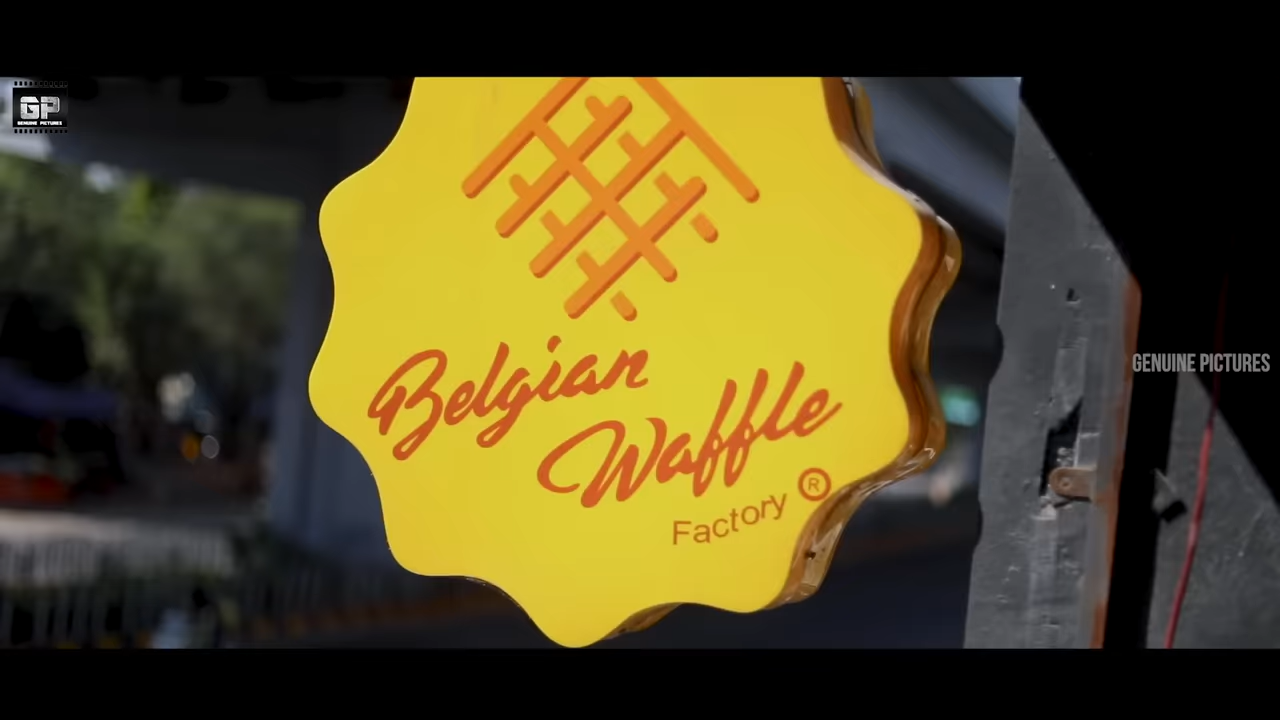 GP
GENUINE PICTURES
Belgian
Waffle
Factory ®
GENUINE PICTURES